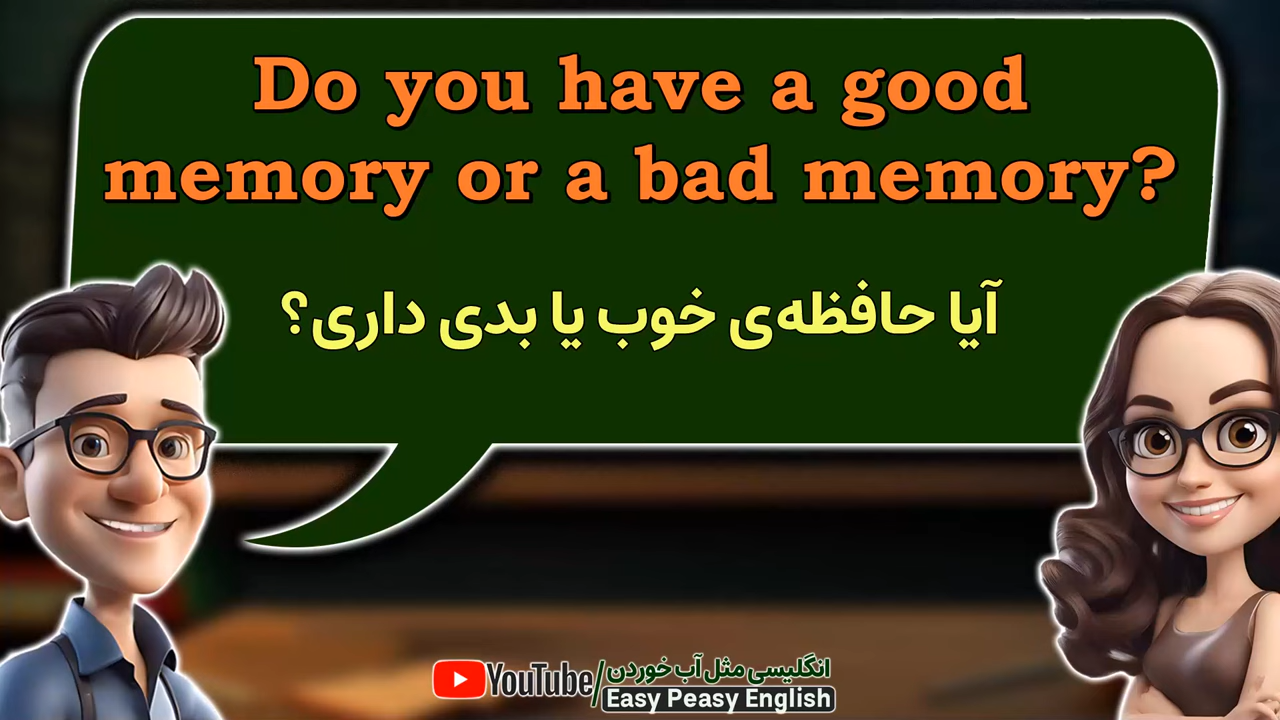 Do you have a good
memory or a bad memory?
آیا حافظه‌ی خوب یا بدی داری؟
YouTube/انگلیسی مثل آب خوردن
Easy Peasy English